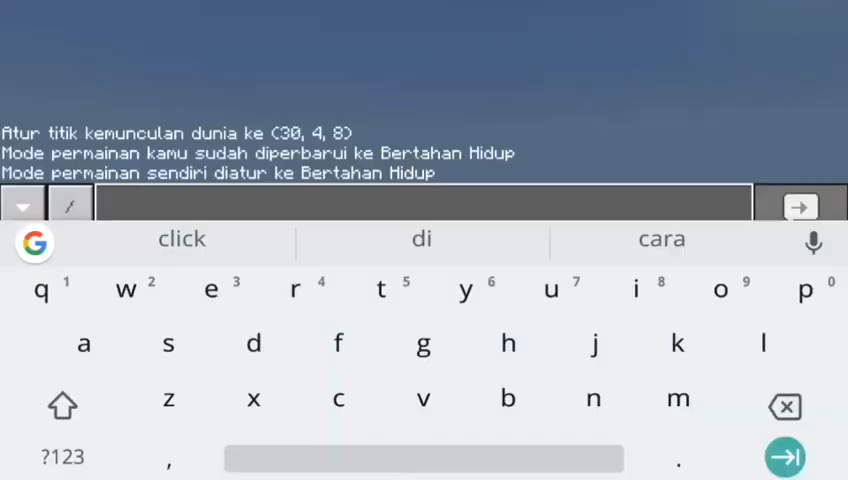 Atur titik kemunculan dunia ke (30, 4, 8)
Mode permainan kamu sudah diperbarui ke Bertahan Hidup
Mode permainan sendiri diatur ke Bertahan Hidup
/
G click di cara
q 1 w 2 e 3 r 4 t 5 y 6 u 7 i 8 o 9 p 0
a s d f g h j k l
z x c v b n m
?123 , .